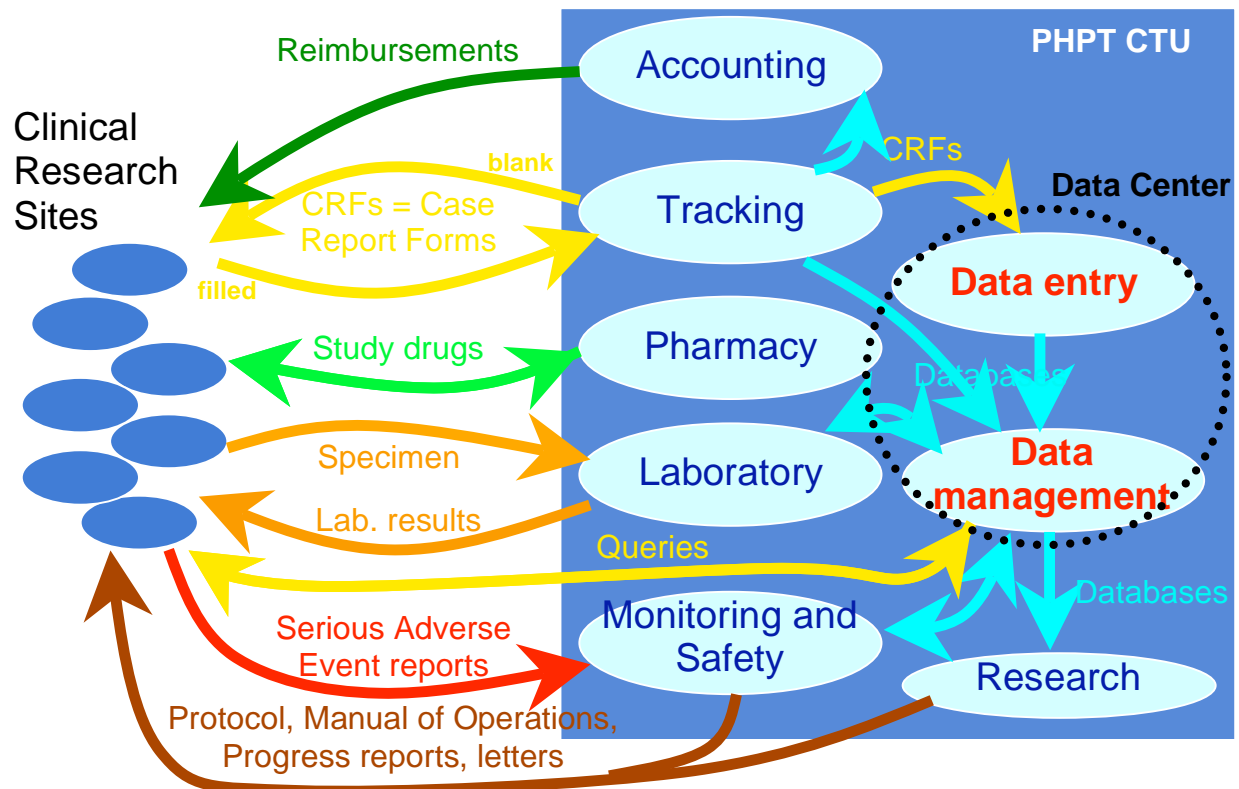 PHPT CTU
Reimbursements
Accounting
Clinical
Research
Sites
blank
CRFs
CRFs = Case
Report Forms
Tracking
Data Center
filled
Data entry
Study drugs
Pharmacy
Databases
Specimen
Laboratory
Data
management
Lab. results
Queries
Databases
Serious Adverse
Event reports
Monitoring and
Safety
Research
Protocol, Manual of Operations,
Progress reports, letters